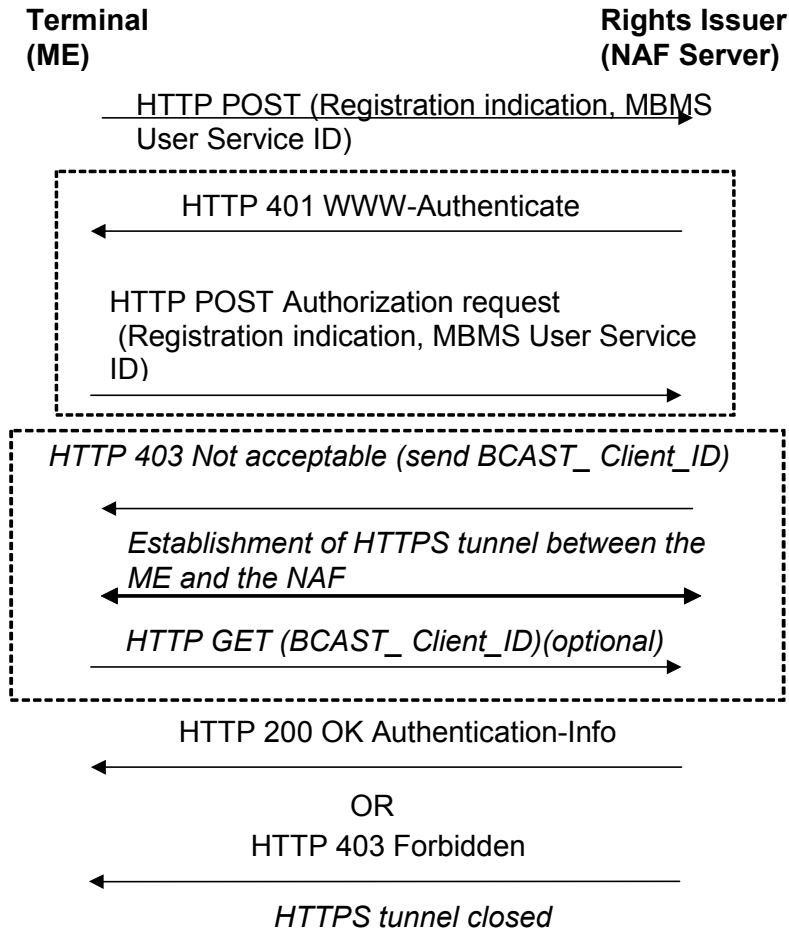 Terminal
(ME)
Rights Issuer
(NAF Server)
HTTP POST (Registration indication, MBMS
User Service ID)
HTTP 401 WWW-Authenticate
HTTP POST Authorization request
(Registration indication, MBMS User Service
ID)
HTTP 403 Not acceptable (send BCAST_ Client_ID)
Establishment of HTTPS tunnel between the
ME and the NAF
HTTP GET (BCAST_ Client_ID)(optional)
HTTP 200 OK Authentication-Info
OR
HTTP 403 Forbidden
HTTPS tunnel closed